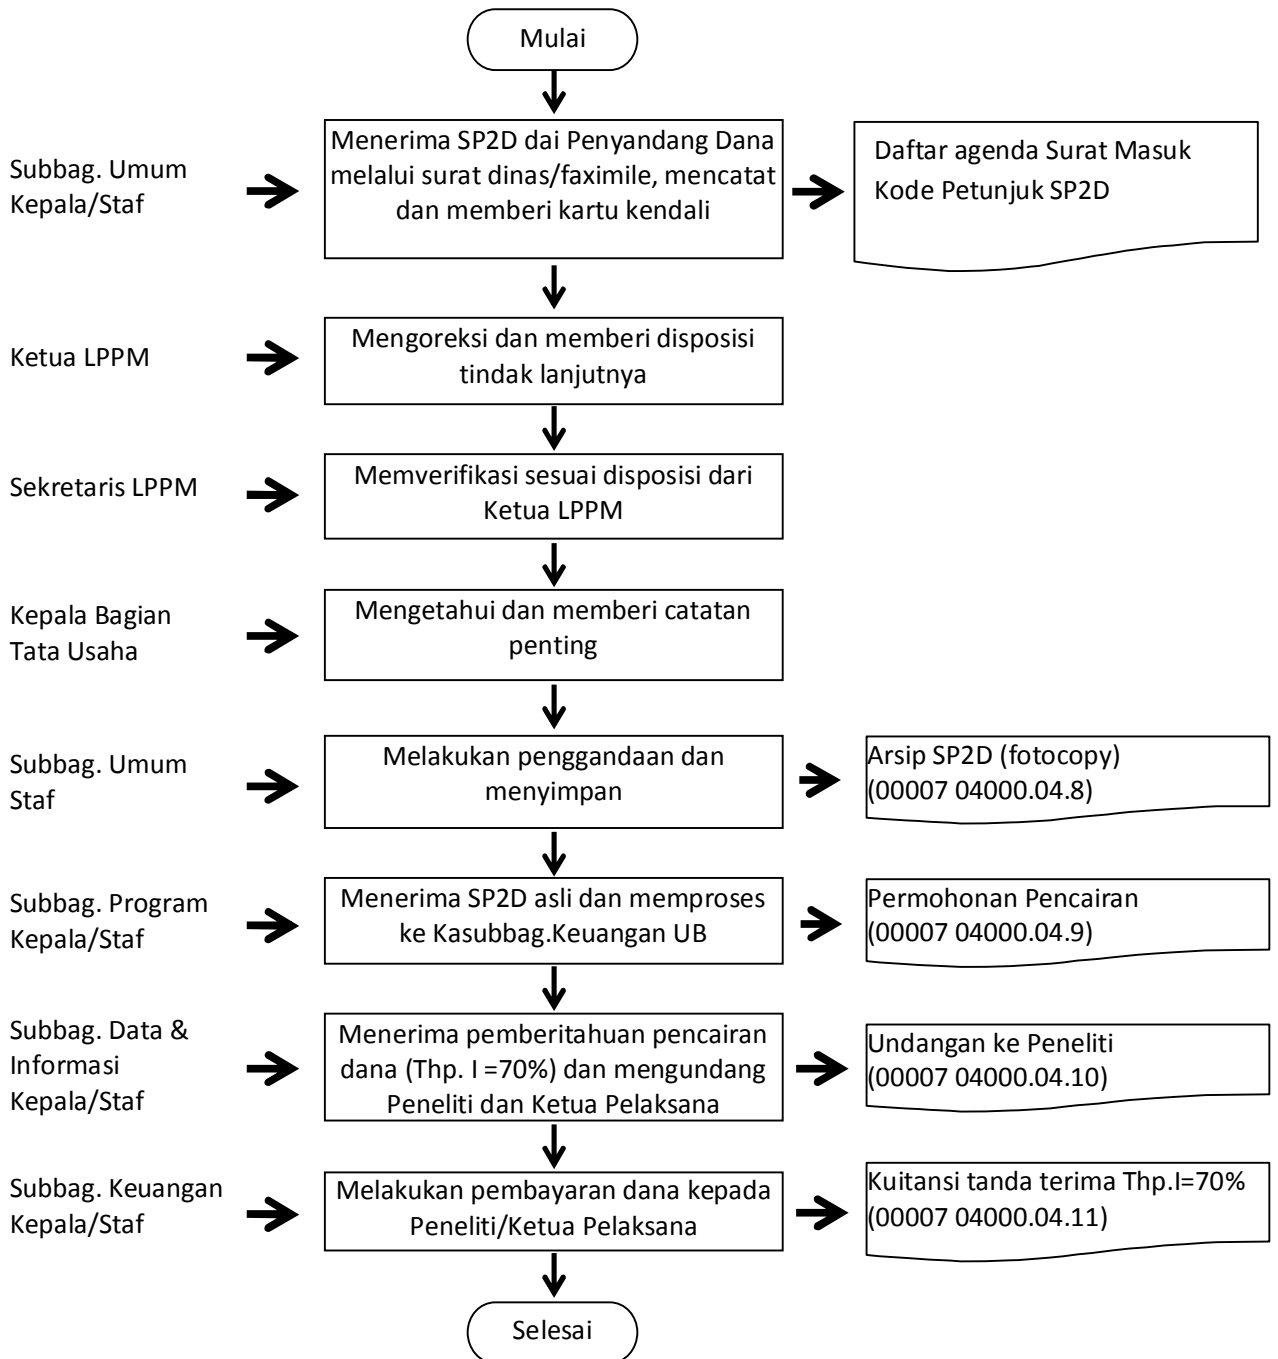 Mulai
Subbag. Umum
Kepala/Staf
Menerima SP2D dai Penyandang Dana
melalui surat dinas/faximile, mencatat
dan memberi kartu kendali
Daftar agenda Surat Masuk
Kode Petunjuk SP2D
Ketua LPPM
Mengoreksi dan memberi disposisi
tindak lanjutnya
Sekretaris LPPM
Memverifikasi sesuai disposisi dari
Ketua LPPM
Kepala Bagian
Tata Usaha
Mengetahui dan memberi catatan
penting
Subbag. Umum
Staf
Melakukan penggandaan dan
menyimpan
Arsip SP2D (fotocopy)
(00007 04000.04.8)
Subbag. Program
Kepala/Staf
Menerima SP2D asli dan memproses
ke Kasubbag.Keuangan UB
Permohonan Pencairan
(00007 04000.04.9)
Subbag. Data &
Informasi
Kepala/Staf
Menerima pemberitahuan pencairan
dana (Thp. I =70%) dan mengundang
Peneliti dan Ketua Pelaksana
Undangan ke Peneliti
(00007 04000.04.10)
Subbag. Keuangan
Kepala/Staf
Melakukan pembayaran dana kepada
Peneliti/Ketua Pelaksana
Kuitansi tanda terima Thp.I=70%
(00007 04000.04.11)
Selesai